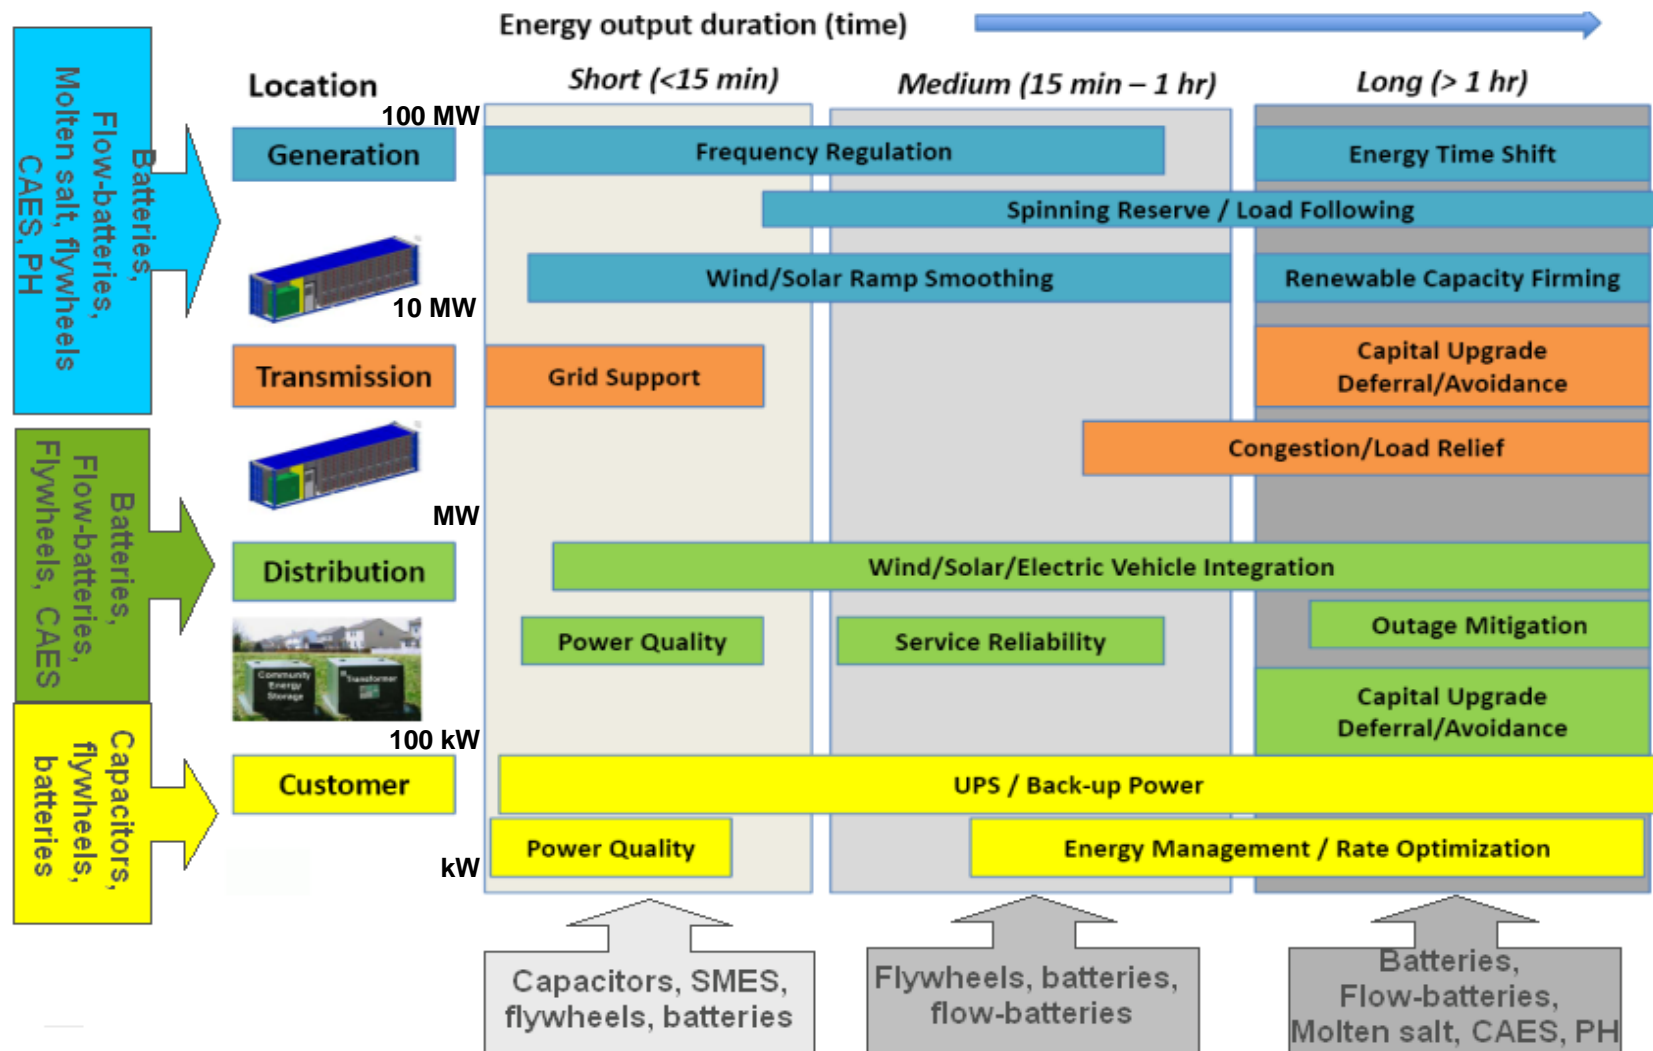 Energy output duration (time)
Location
Short (<15 min)
Medium (15 min – 1 hr)
Long (> 1 hr)
Batteries,
Flow-batteries,
Molten salt, flywheels
CAES, PH
100 MW
Generation
Frequency Regulation
Energy Time Shift
Spinning Reserve / Load Following
Wind/Solar Ramp Smoothing
Renewable Capacity Firming
10 MW
Transmission
Grid Support
Capital Upgrade
Deferral/Avoidance
Congestion/Load Relief
Batteries,
Flow-batteries,
Flywheels, CAES
MW
Distribution
Wind/Solar/Electric Vehicle Integration
Power Quality
Service Reliability
Outage Mitigation
Community
Energy
Storage
Transformer
Capital Upgrade
Deferral/Avoidance
100 kW
Capacitors,
flywheels,
batteries
Customer
UPS / Back-up Power
Power Quality
Energy Management / Rate Optimization
kW
Capacitors, SMES,
flywheels, batteries
Flywheels, batteries,
flow-batteries
Batteries,
Flow-batteries,
Molten salt, CAES, PH